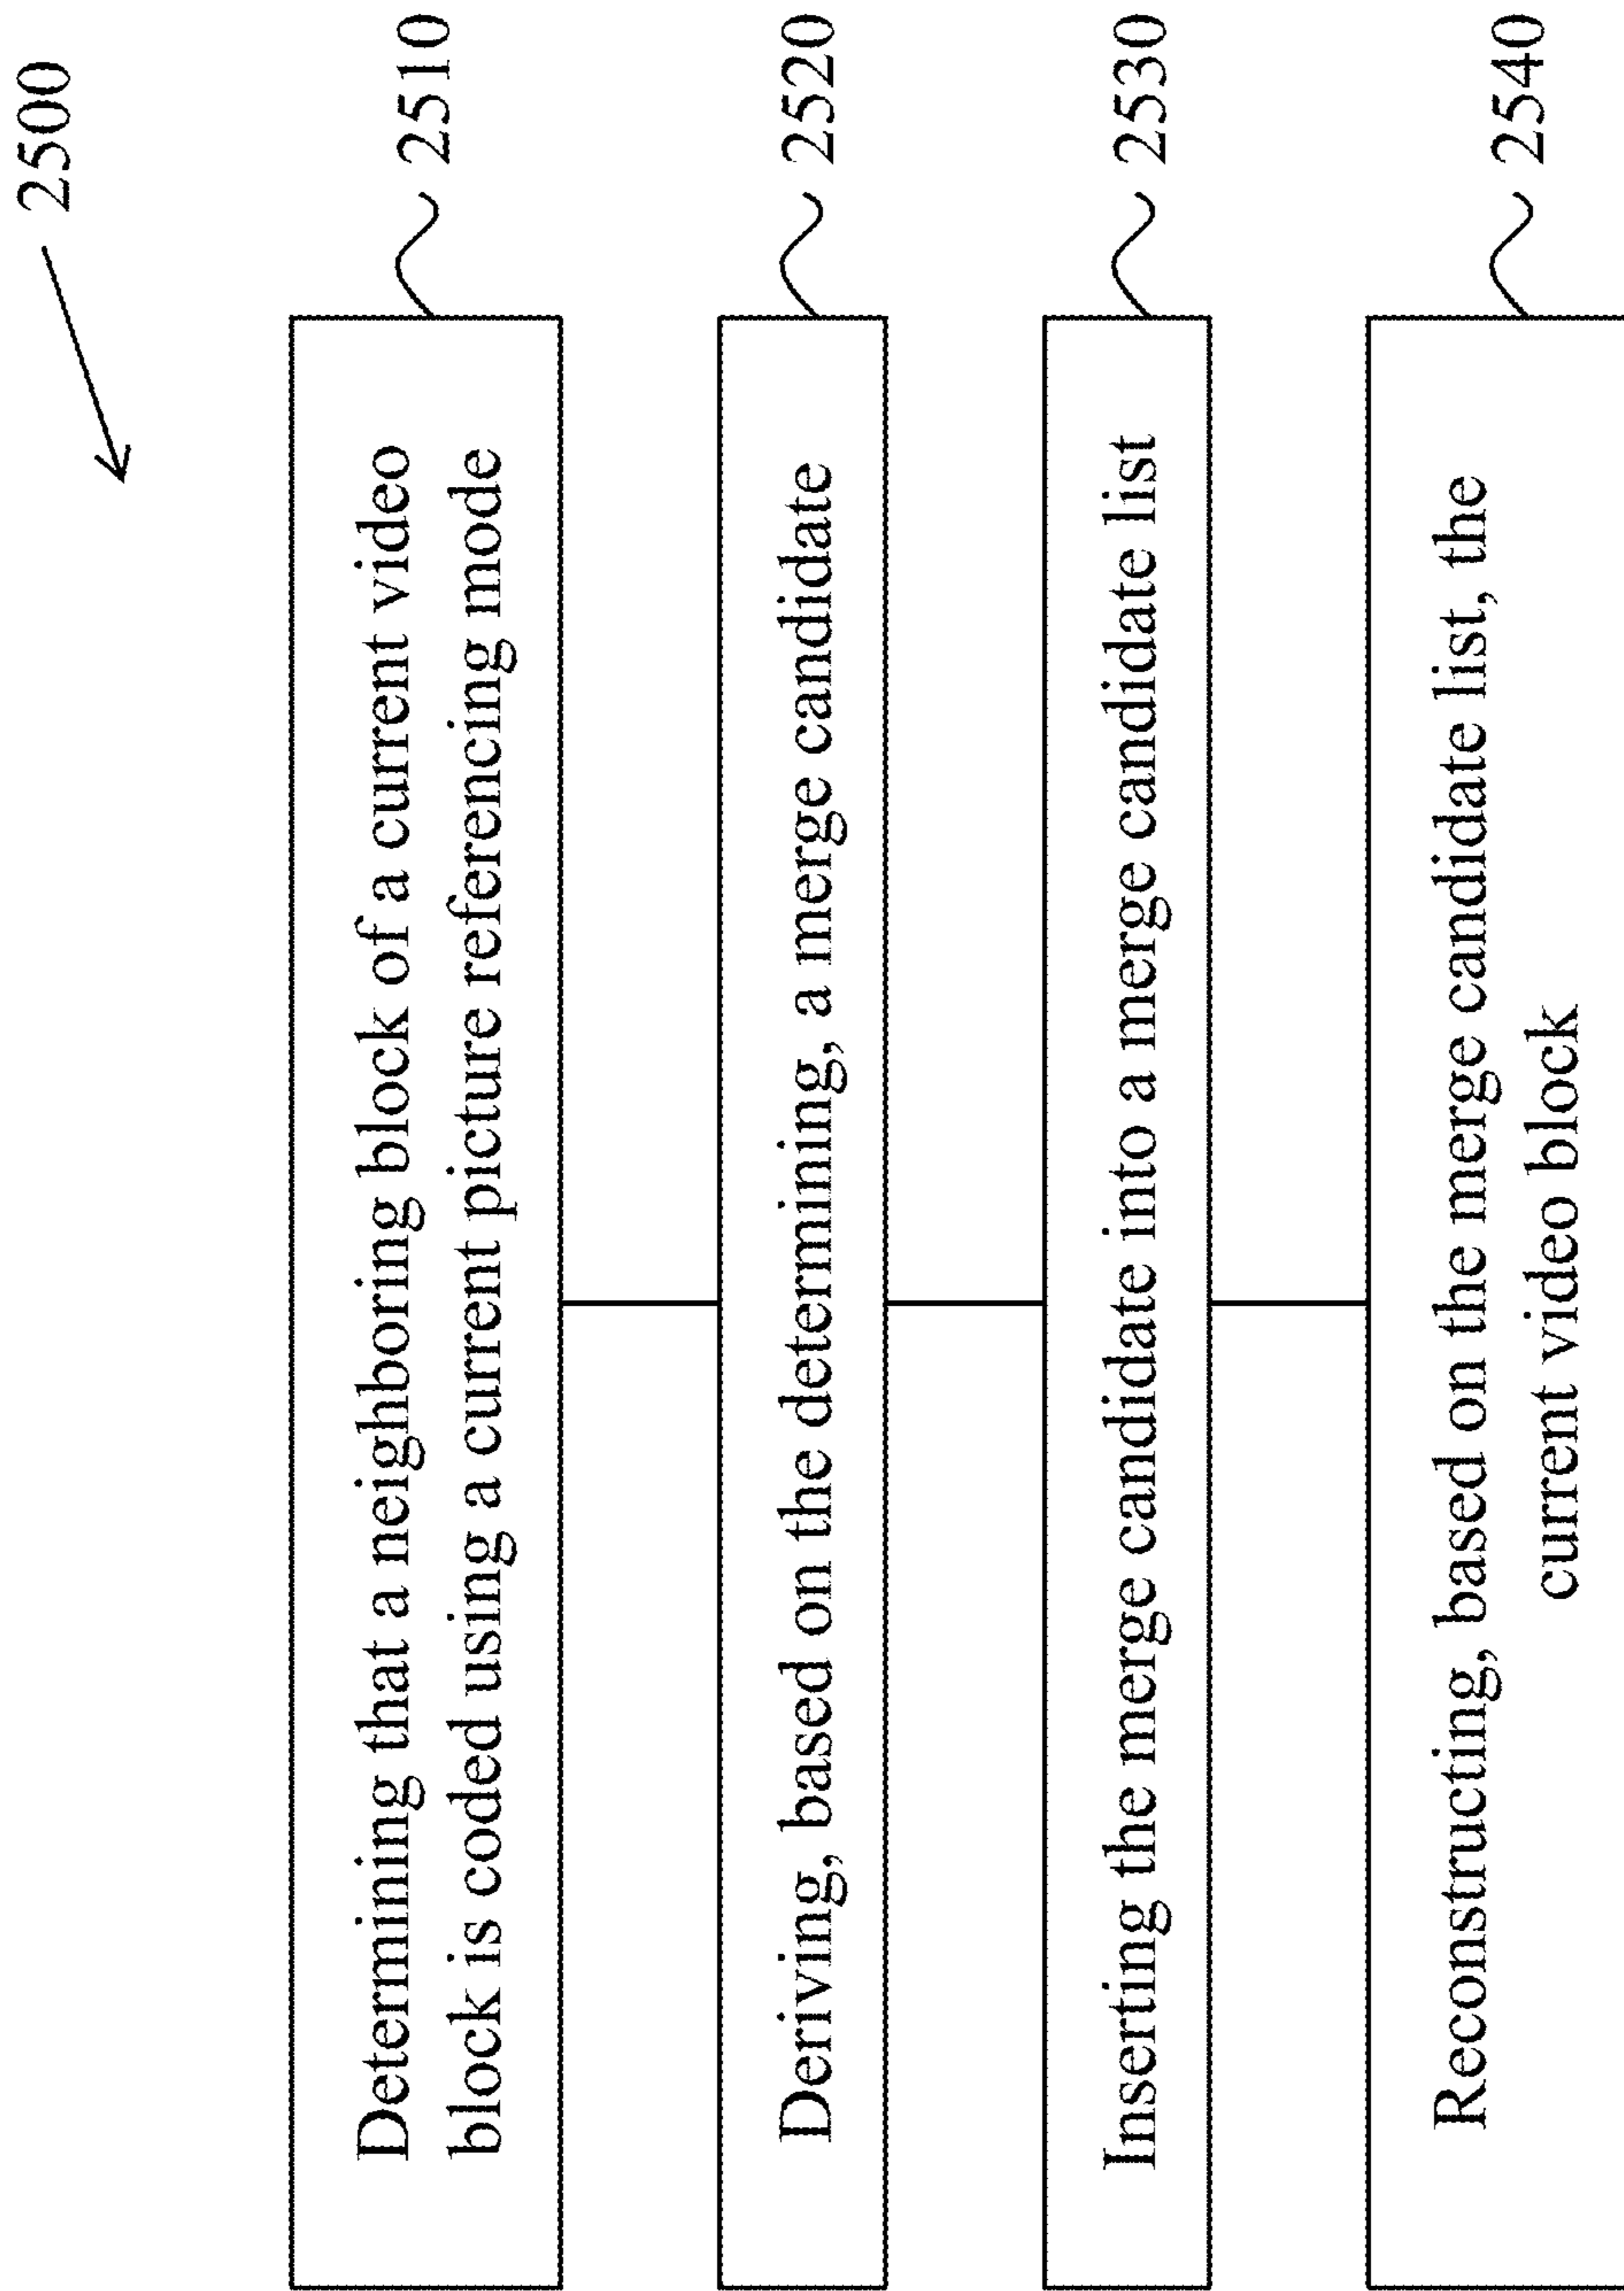 2500
Determining that a neighboring block of a current video
block is coded using a current picture referencing mode
2510
Deriving, based on the determining, a merge candidate
2520
Inserting the merge candidate into a merge candidate list
2530
Reconstructing, based on the merge candidate list, the
current video block
2540